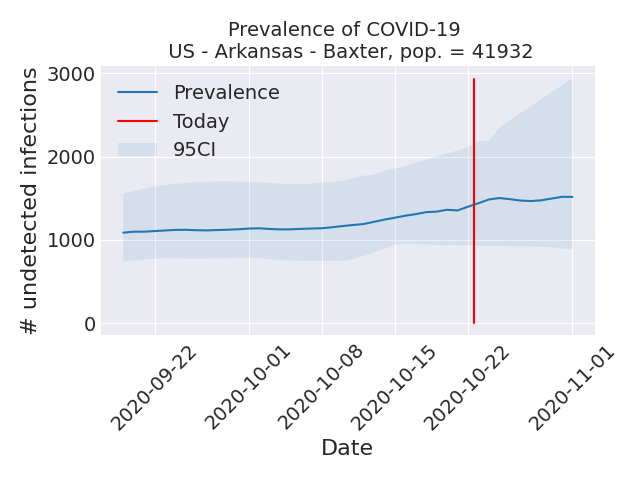 Prevalence of COVID-19
US - Arkansas - Baxter, pop. = 41932
3000
2000
1000
0
# undetected infections
Prevalence
Today
95CI
2020-09-22
2020-10-01
2020-10-08
2020-10-15
2020-10-22
2020-11-01
Date